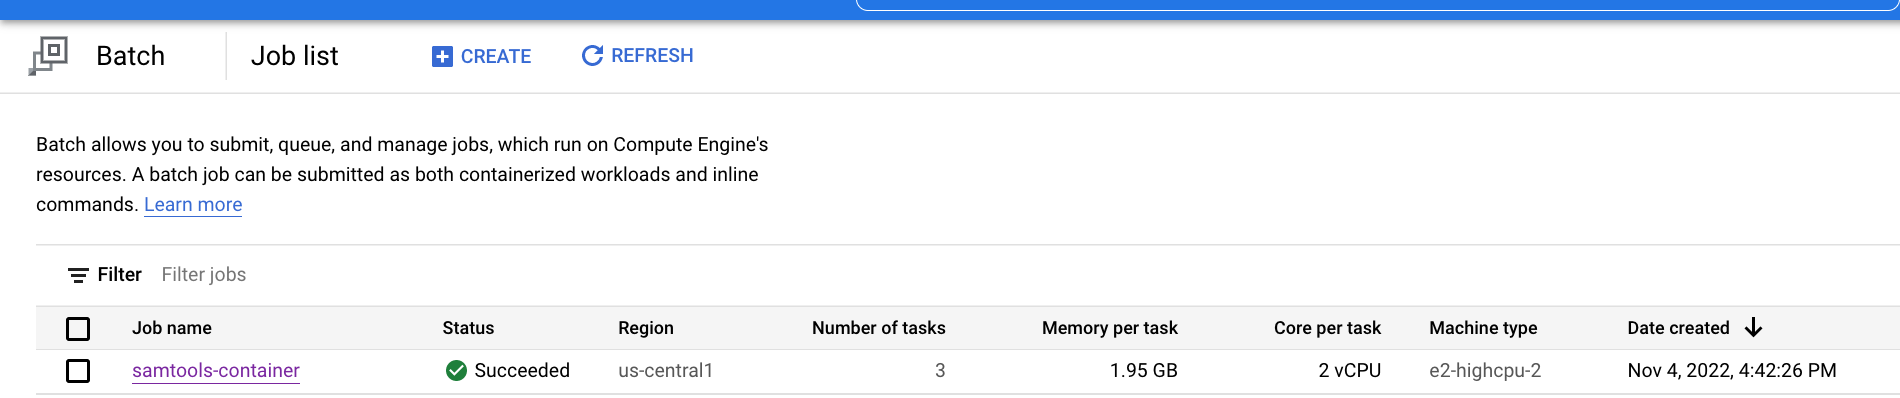 Batch Job list CREATE REFRESH
Batch allows you to submit, queue, and manage jobs, which run on Compute Engine's
resources. A batch job can be submitted as both containerized workloads and inline
commands. Learn more
Filter Filter jobs
Job name Status Region Number of tasks Memory per task Core per task Machine type Date created
samtools-container Succeeded us-central1 3 1.95 GB 2 vCPU e2-highcpu-2 Nov 4, 2022, 4:42:26 PM